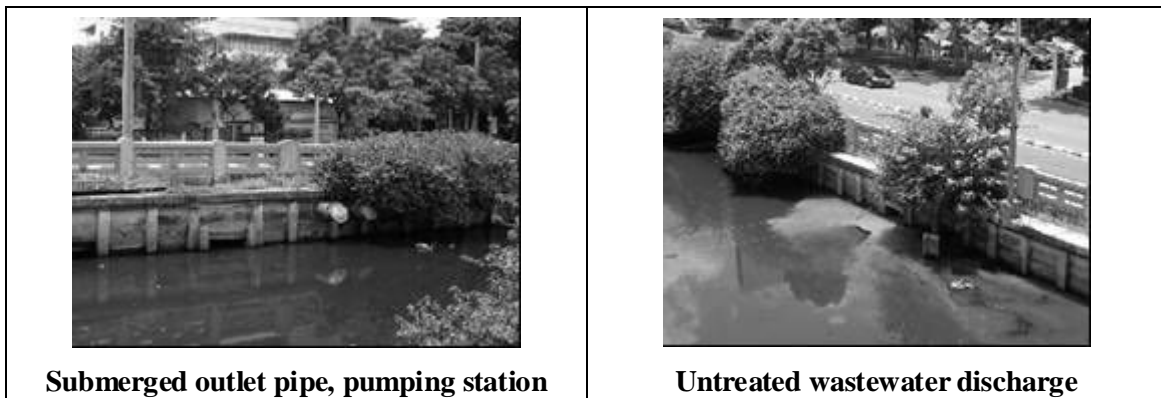 Submerged outlet pipe, pumping station
Untreated wastewater discharge